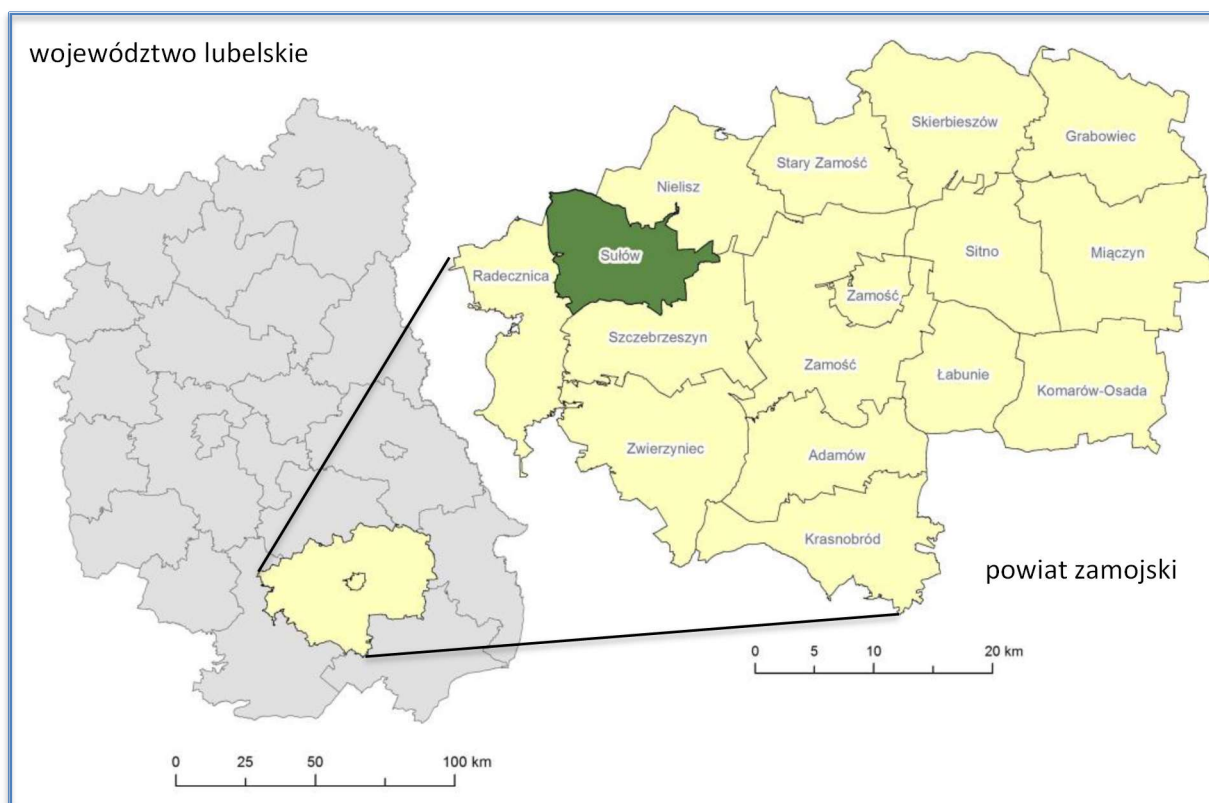 województwo lubelskie
Skierbieszów
Grabowiec
Stary Zamość
Nielisz
Sułów
Sitno
Miączyn
Radecznica
Zamość
Szczebrzeszyn
Zamość
Łabunie
Komarów-Osada
Zwierzyniec
Adamów
Krasnobród
powiat zamojski
0 5 10 20 km
0 25 50 100 km